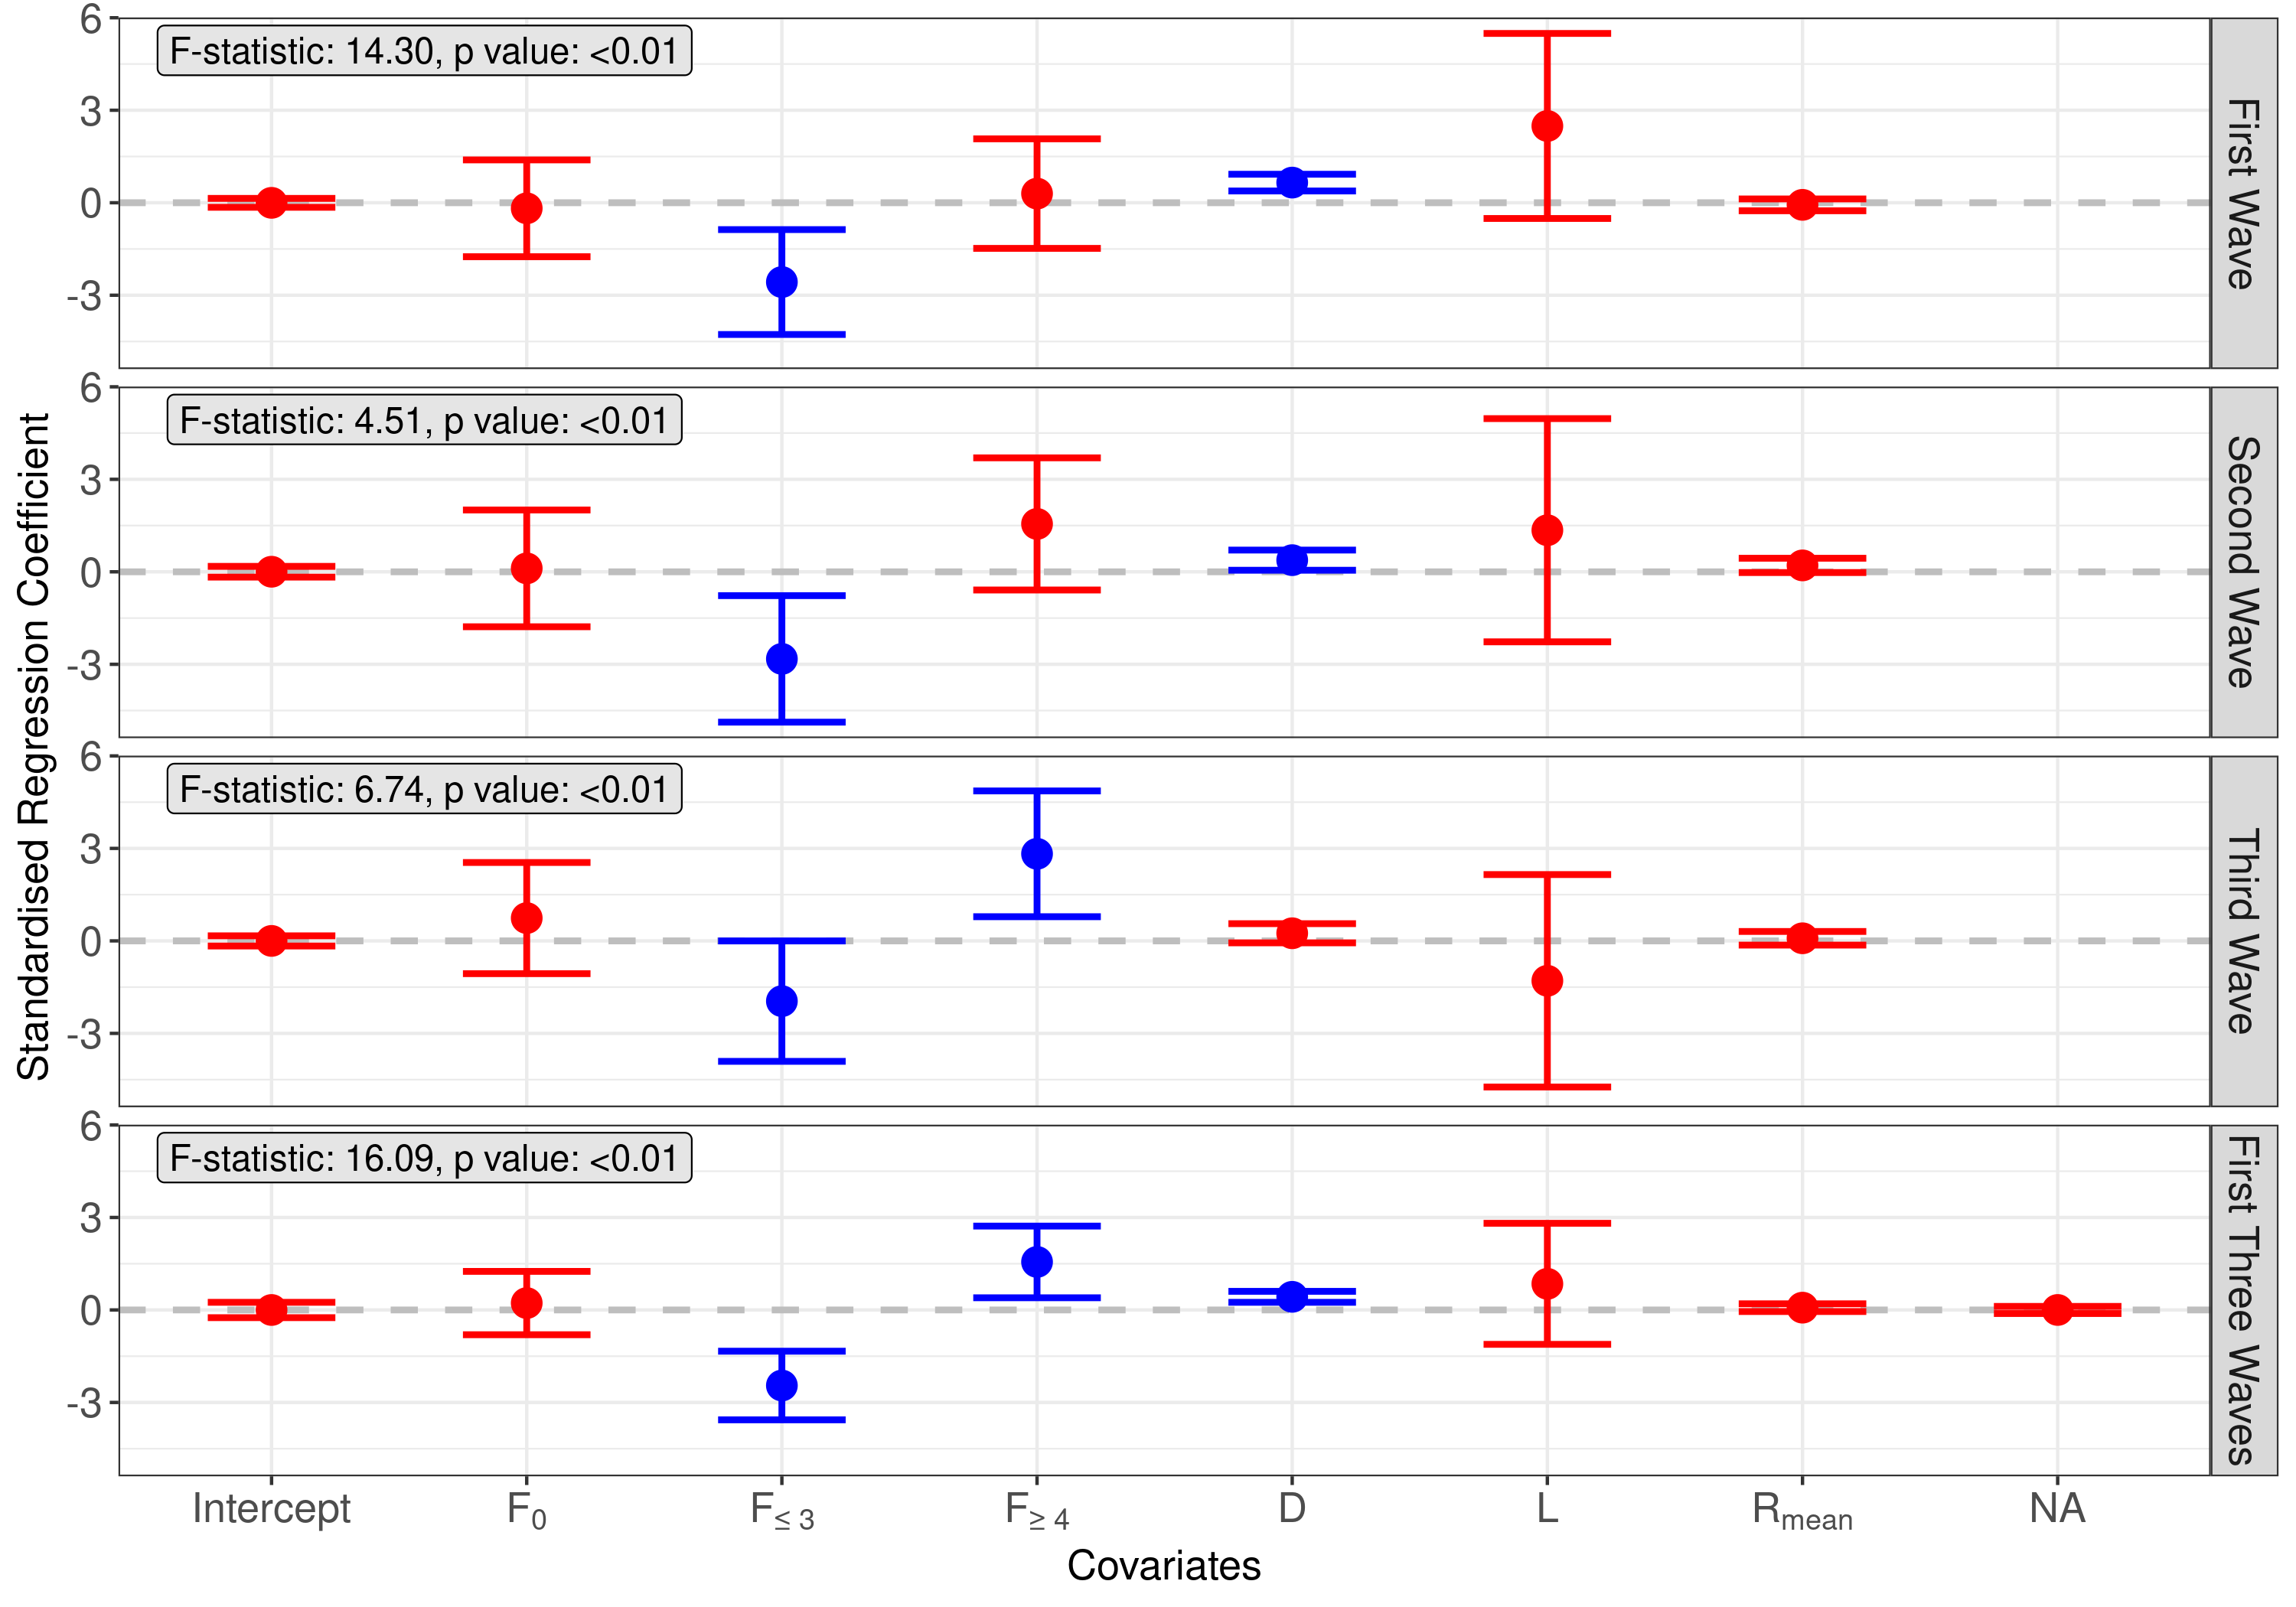 Standardised Regression Coefficient
6
3
0
-3
F-statistic: 14.30, p value: <0.01
First Wave
6
3
0
-3
F-statistic: 4.51, p value: <0.01
Second Wave
6
3
0
-3
F-statistic: 6.74, p value: <0.01
Third Wave
6
3
0
-3
F-statistic: 16.09, p value: <0.01
First Three Waves
Intercept F₀ F≤ 3 F≥ 4 D L Rmean NA
Covariates